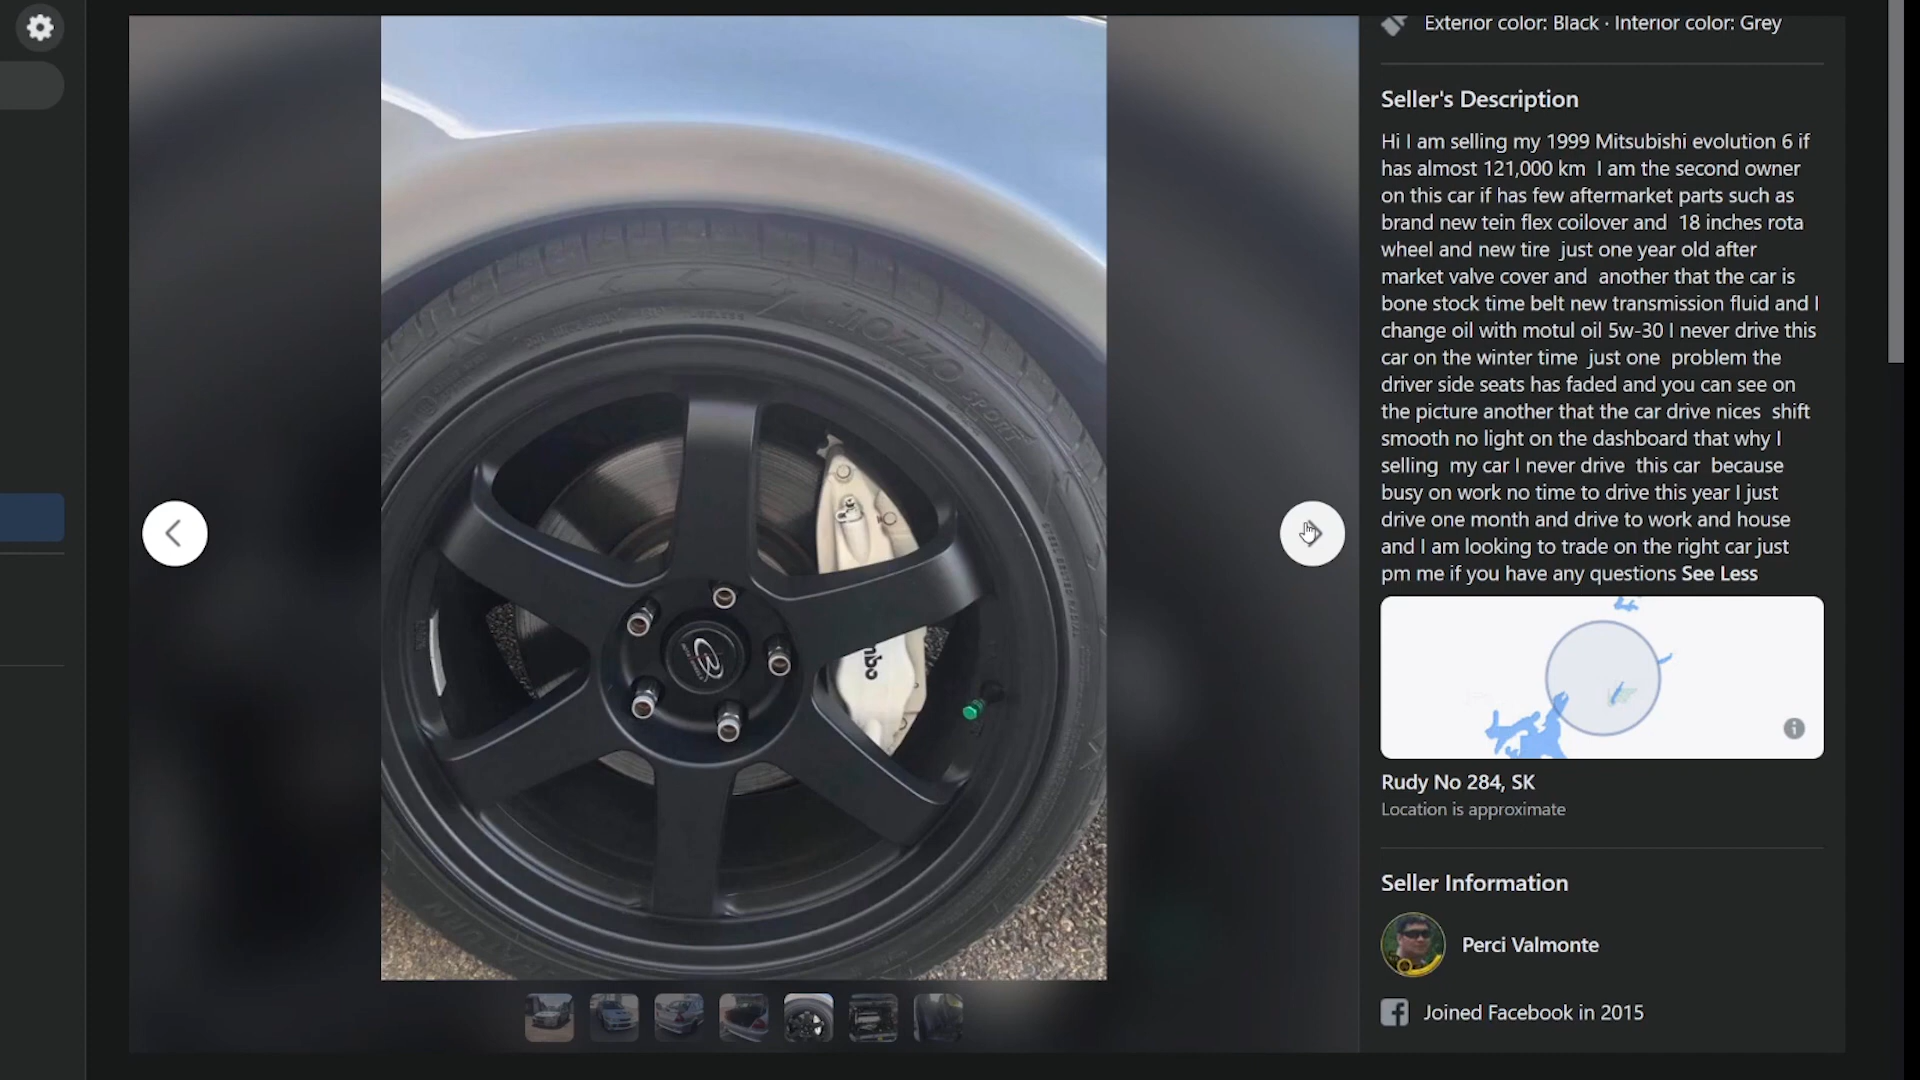 Exterior color: Black · Interior color: Grey
Seller's Description
Hi I am selling my 1999 Mitsubishi evolution 6 if
has almost 121,000 km I am the second owner
on this car if has few aftermarket parts such as
brand new tein flex coilover and 18 inches rota
wheel and new tire just one year old after
market valve cover and another that the car is
bone stock time belt new transmission fluid and I
change oil with motul oil 5w-30 I never drive this
car on the winter time just one problem the
driver side seats has faded and you can see on
the picture another that the car drive nices shift
smooth no light on the dashboard that why I
selling my car I never drive this car because
busy on work no time to drive this year I just
drive one month and drive to work and house
and I am looking to trade on the right car just
pm me if you have any questions See Less
Rudy No 284, SK
Location is approximate
Seller Information
Perci Valmonte
Joined Facebook in 2015
SPORT
mbo